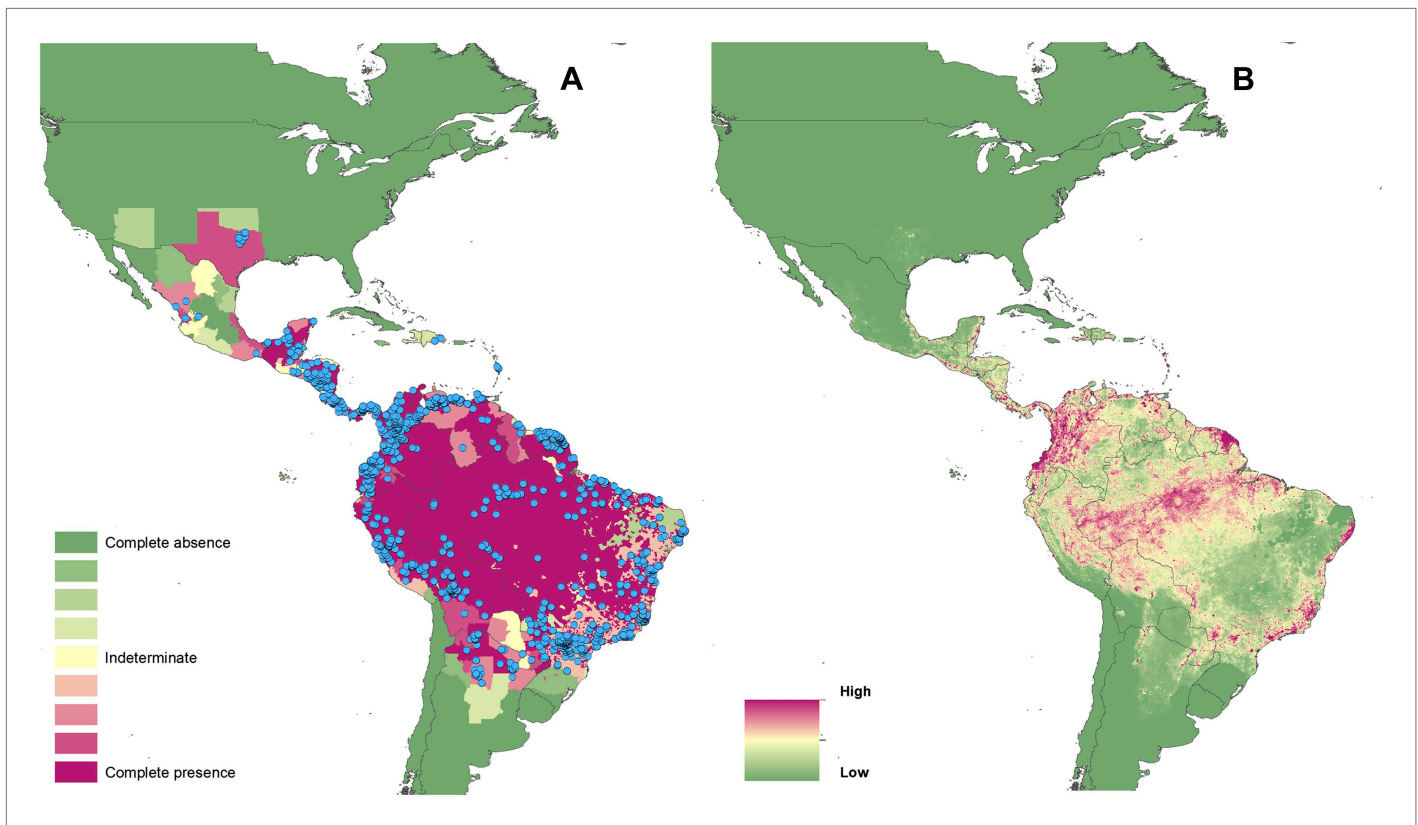 A
B
Complete absence
Indeterminate
Complete presence
High
Low